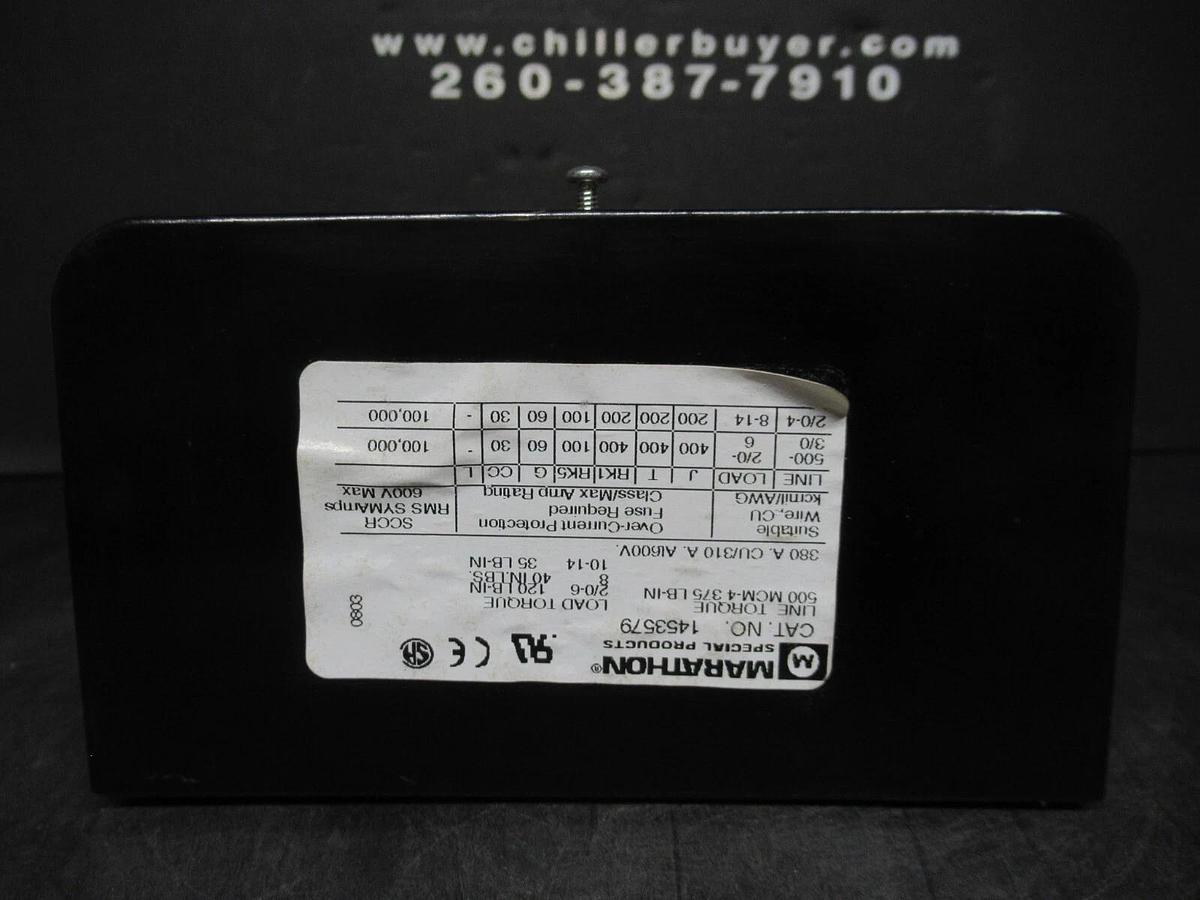 www.chillerbuyer.com
260-387-7910
M MARATHON®
SPECIAL PRODUCTS
CAT. NO. 1453579
LINE TORQUE LOAD TORQUE
500 MCM-4 375 LB-IN 2/0-6 120 LB-IN
8 40 IN.LBS.
10-14 35 LB-IN
380 A. CU/310 A. Al600V.
0803
Suitable Wire,.CU kcmil/AWG
Over-Current Protection Fuse Required Class/Max Amp Rating
SCCR RMS SYMAmps 600V Max
LINE LOAD J T RK1 RK5 G CC L
500-3/0 2/0-6 400 400 400 100 60 30 - 100,000
2/0-4 8-14 200 200 200 100 60 30 - 100,000